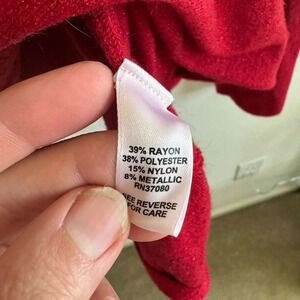 39% RAYON
38% POLYESTER
15% NYLON
8% METALLIC
RN37080
SEE REVERSE
FOR CARE